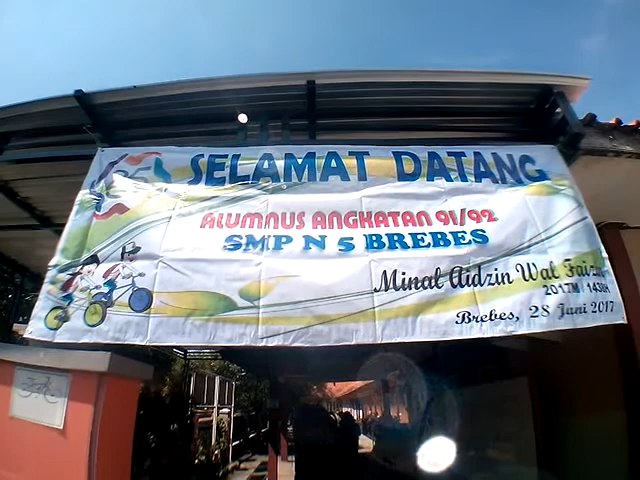 SELAMAT DATANG
ALUMNUS ANGKATAN 91/92
SMP N 5 BREBES
Minal Aidzin Wal Faizin
2017M / 1438H
Brebes, 28 Juni 2017